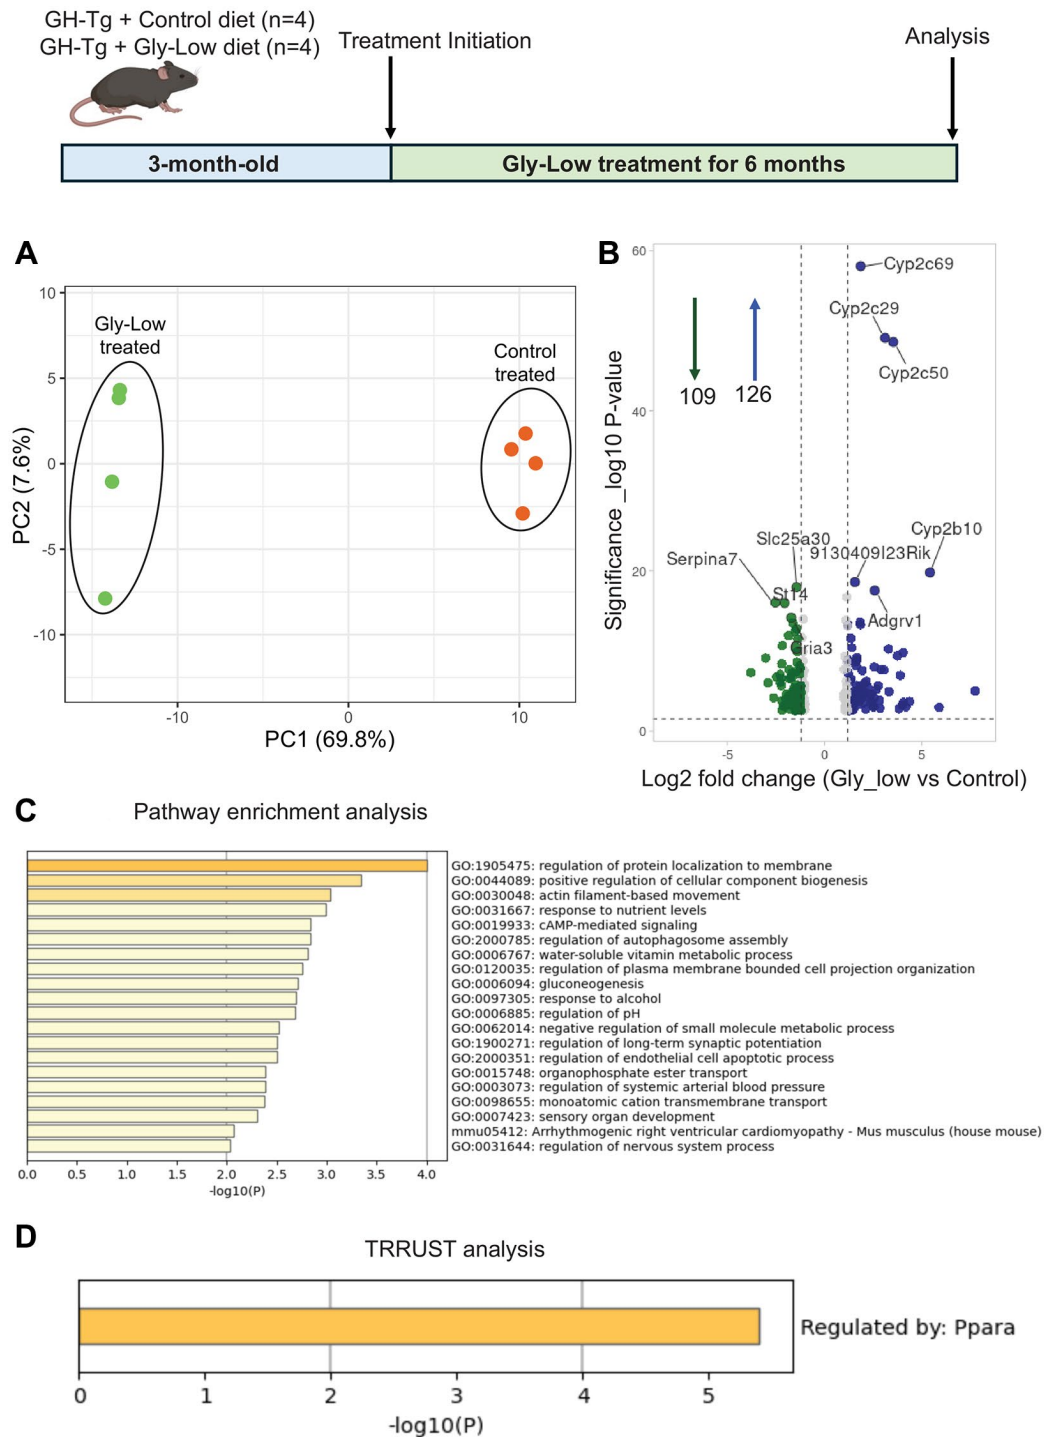 GH-Tg + Control diet (n=4)
GH-Tg + Gly-Low diet (n=4)
Treatment Initiation
Analysis
3-month-old
Gly-Low treatment for 6 months
A
10
5
0
-5
-10
PC2 (7.6%)
Gly-Low
treated
Control
treated
-10
0
10
PC1 (69.8%)
B
60
40
20
0
Significance _log10 P-value
109
126
Cyp2c69
Cyp2c29
Cyp2c50
Cyp2b10
Slc25a30
9130409I23Rik
Serpina7
St14
Adgrv1
Gria3
-5
0
5
Log2 fold change (Gly_low vs Control)
C
Pathway enrichment analysis
GO:1905475: regulation of protein localization to membrane
GO:0044089: positive regulation of cellular component biogenesis
GO:0030048: actin filament-based movement
GO:0031667: response to nutrient levels
GO:0019933: cAMP-mediated signaling
GO:2000785: regulation of autophagosome assembly
GO:0006767: water-soluble vitamin metabolic process
GO:0120035: regulation of plasma membrane bounded cell projection organization
GO:0006094: gluconeogenesis
GO:0097305: response to alcohol
GO:0006885: regulation of pH
GO:0062014: negative regulation of small molecule metabolic process
GO:1900271: regulation of long-term synaptic potentiation
GO:2000351: regulation of endothelial cell apoptotic process
GO:0015748: organophosphate ester transport
GO:0003073: regulation of systemic arterial blood pressure
GO:0098655: monoatomic cation transmembrane transport
GO:0007423: sensory organ development
mmu05412: Arrhythmogenic right ventricular cardiomyopathy - Mus musculus (house mouse)
GO:0031644: regulation of nervous system process
0.0 0.5 1.0 1.5 2.0 2.5 3.0 3.5 4.0
-log10(P)
D
TRRUST analysis
Regulated by: Ppara
0 1 2 3 4 5
-log10(P)